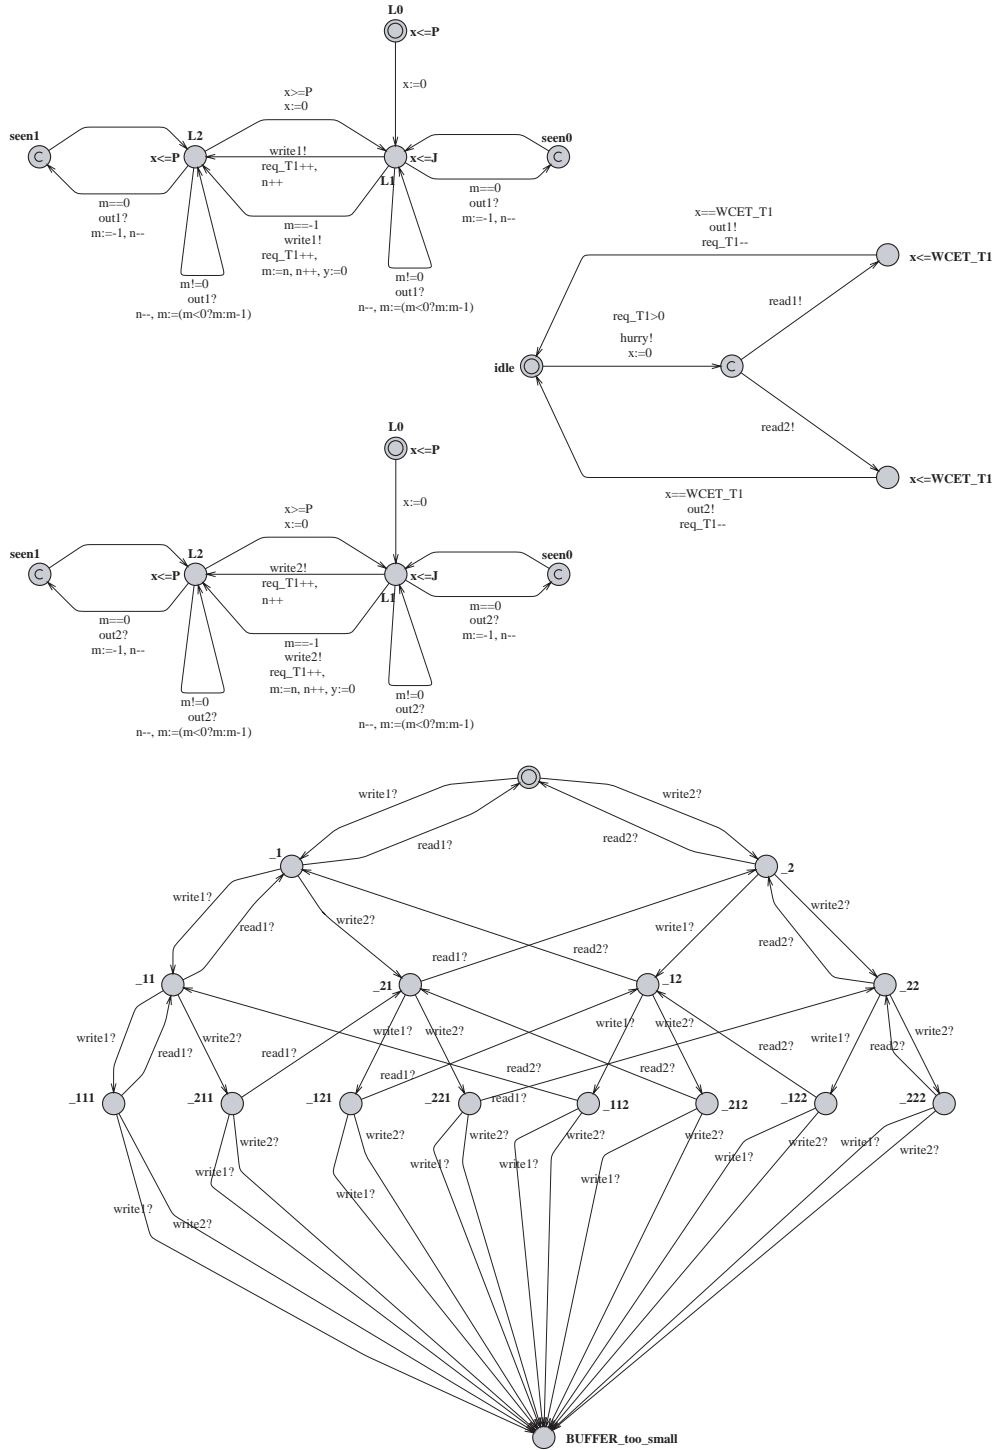 L0
x<=P
x:=0
x>=P
x:=0
seen1
L2
x<=P
write1!
req_T1++,
n++
x<=J
L1
seen0
m==0
out1?
m:=-1, n--
m==0
out1?
m:=-1, n--
m==-1
write1!
req_T1++,
m:=n, n++, y:=0
m!=0
out1?
n--, m:=(m<0?m:m-1)
m!=0
out1?
n--, m:=(m<0?m:m-1)
x==WCET_T1
out1!
req_T1--
x<=WCET_T1
read1!
req_T1>0
hurry!
x:=0
idle
read2!
x<=WCET_T1
x==WCET_T1
out2!
req_T1--
L0
x<=P
x:=0
x>=P
x:=0
seen1
L2
x<=P
write2!
req_T1++,
n++
x<=J
L1
seen0
m==0
out2?
m:=-1, n--
m==0
out2?
m:=-1, n--
m==-1
write2!
req_T1++,
m:=n, n++, y:=0
m!=0
out2?
n--, m:=(m<0?m:m-1)
m!=0
out2?
n--, m:=(m<0?m:m-1)
write1?
write2?
read1?
read2?
_1
_2
write1?
write2?
read1?
write1?
write2?
read2?
read1?
read2?
_11
_21
_12
_22
write1?
read1?
write2?
read1?
write1?
write2?
read1?
read2?
write1?
write2?
read2?
read2?
write1?
read2?
write2?
_111
_211
_121
_221
read1?
_112
_212
_122
_222
write1?
write2?
write1?
write2?
write1?
write2?
write1?
write2?
write1?
write2?
write1?
write2?
write1?
write2?
write1?
write2?
BUFFER_too_small